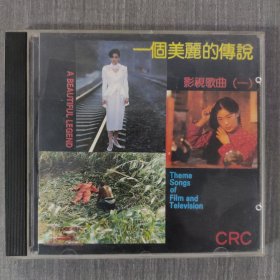 一個美麗的傳說
影視歌曲(一)
A BEAUTIFUL LEGEND
Theme
Songs
of
Film and
Television
CRC